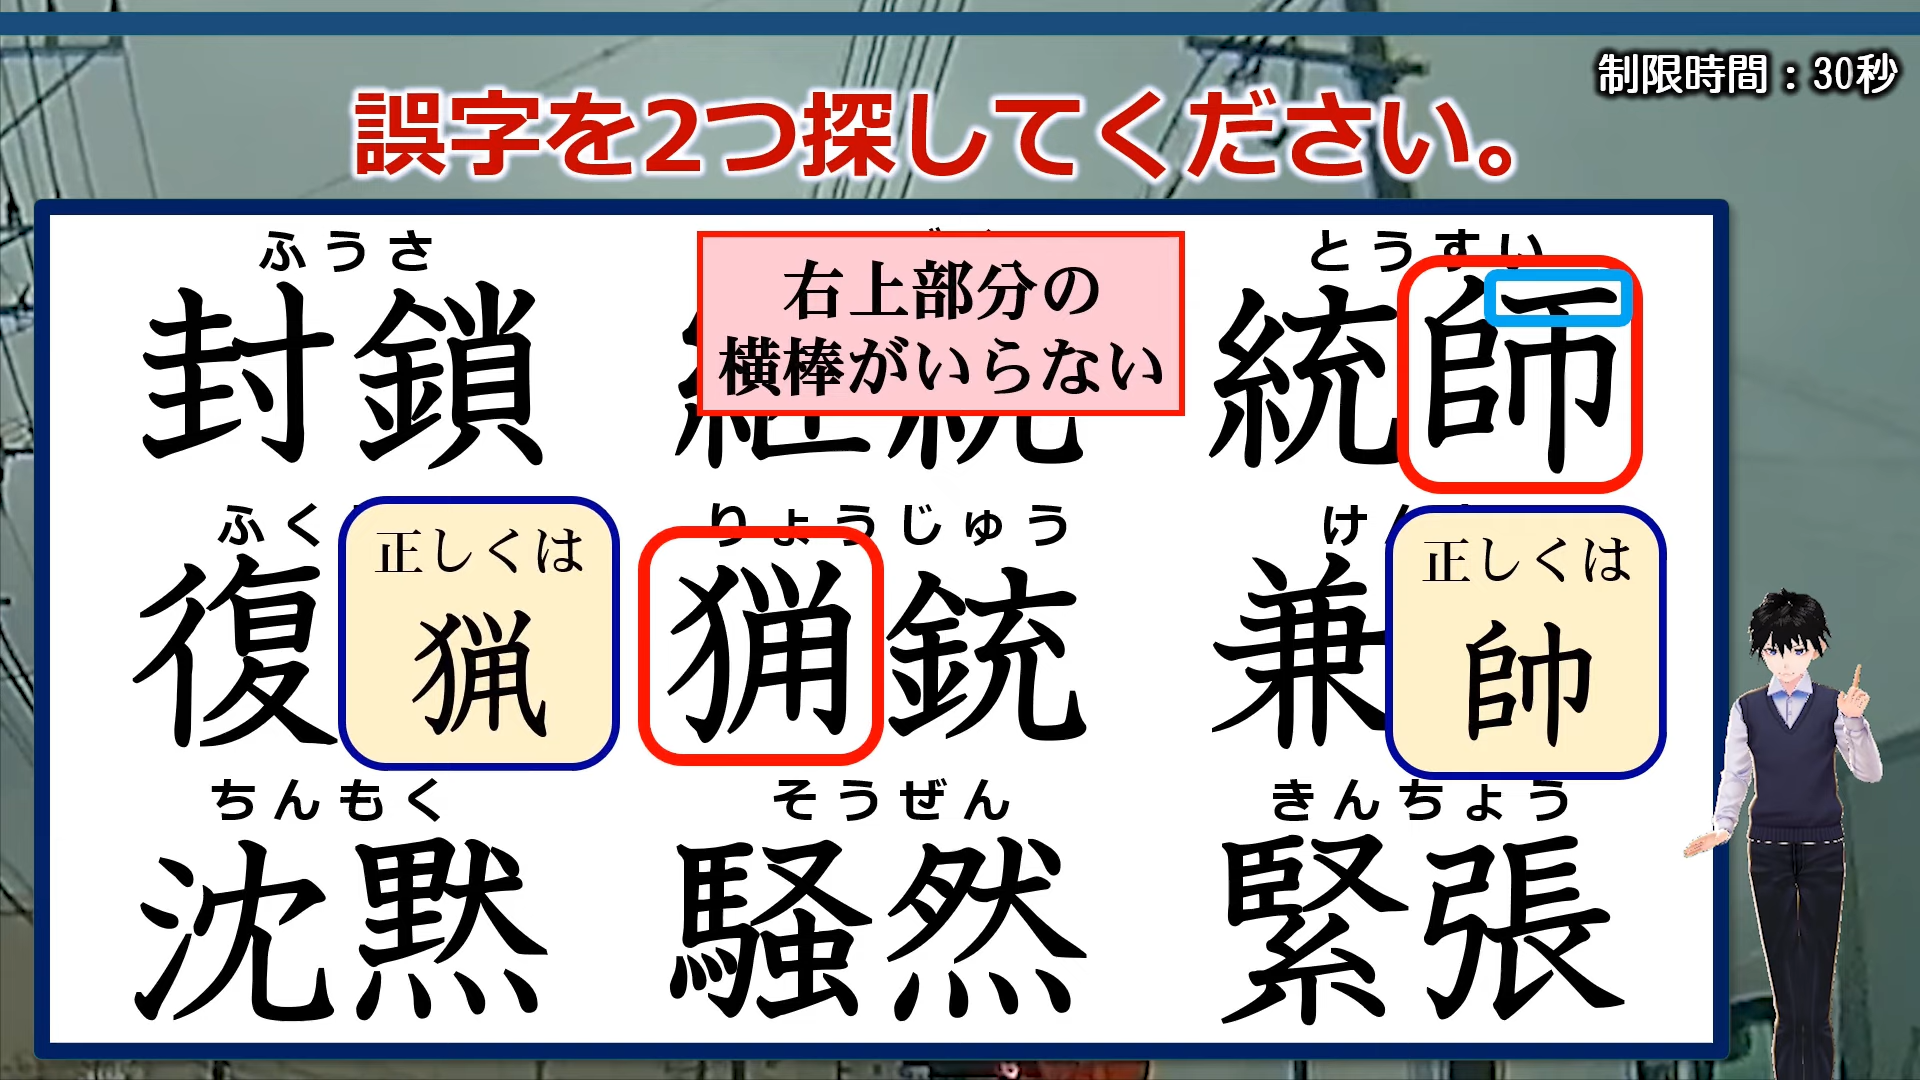 制限時間：30秒
誤字を2つ探してください。
ふうさ
封鎖
右上部分の
横棒がいらない
とうすい
統師
ふく
復
正しくは
猟
りょうじゅう
銃
け
兼
正しくは
帥
ちんもく
沈黙
そうぜん
騒然
きんちょう
緊張